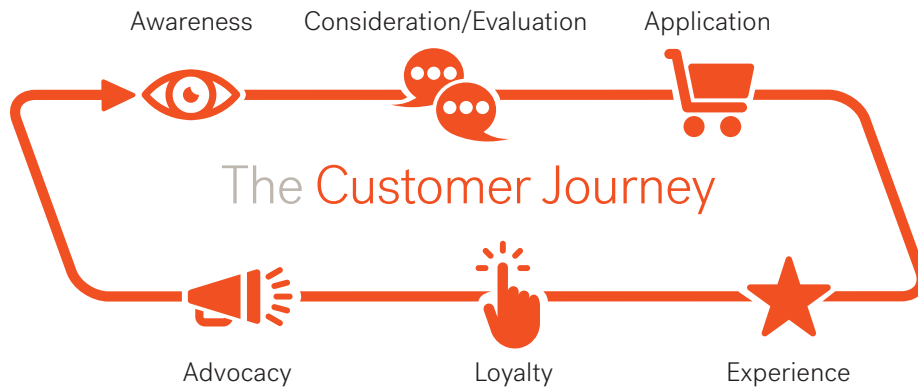 Awareness
Consideration/Evaluation
Application
The Customer Journey
Advocacy
Loyalty
Experience